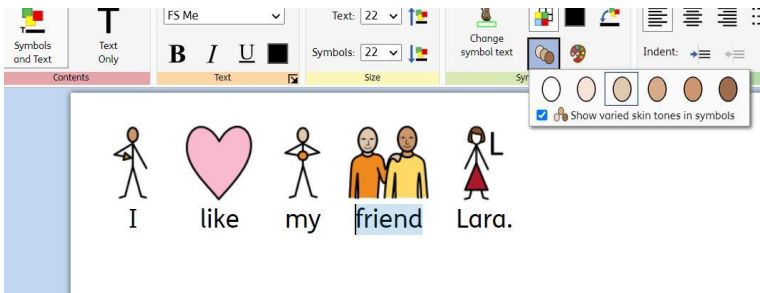 FS Me
Text: 22
Symbols and Text
Text Only
B I U
Symbols: 22
Change symbol text
Indent:
Contents
Text
Size
Show varied skin tones in symbols
L
I like my friend Lara.